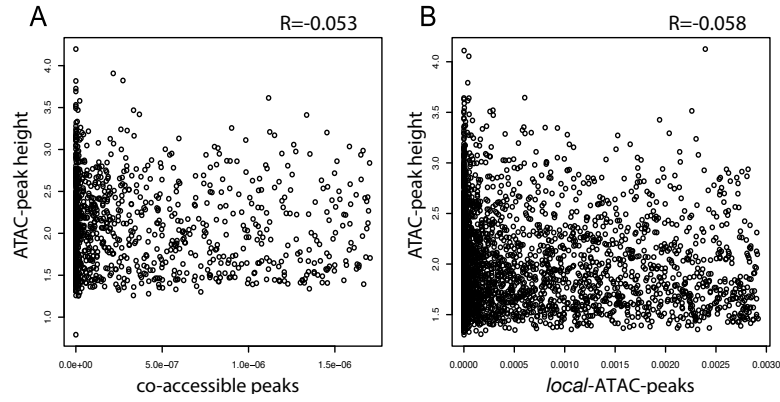 A
R=-0.053
ATAC-peak height
4.0
3.5
3.0
2.5
2.0
1.5
1.0
0.0e+00 5.0e-07 1.0e-06 1.5e-06
co-accessible peaks
B
R=-0.058
ATAC-peak height
4.0
3.5
3.0
2.5
2.0
1.5
0.0000 0.0005 0.0010 0.0015 0.0020 0.0025 0.0030
local-ATAC-peaks